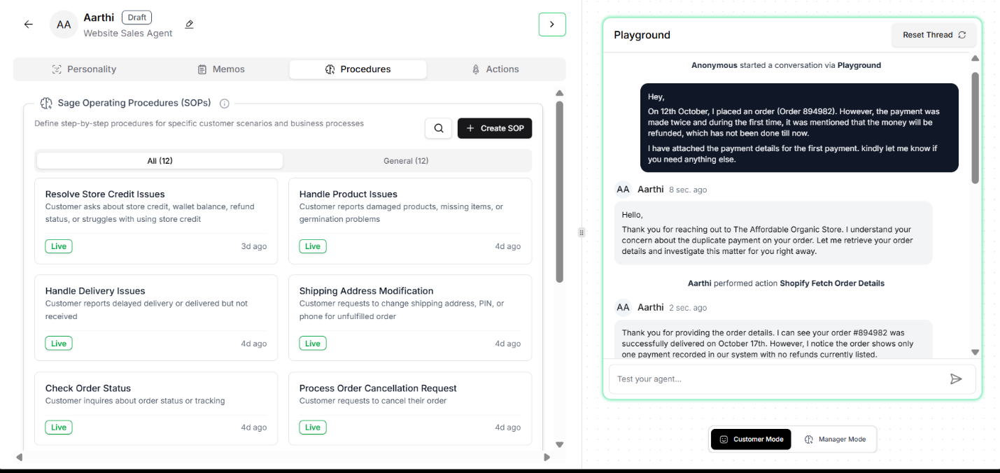 AA
Aarthi
Draft
Website Sales Agent
Personality
Memos
Procedures
Actions
Sage Operating Procedures (SOPs)
Define step-by-step procedures for specific customer scenarios and business processes
+ Create SOP
All (12)
General (12)
Resolve Store Credit Issues
Customer asks about store credit, wallet balance, refund
status, or struggles with using store credit
Live
3d ago
Handle Product Issues
Customer reports damaged products, missing items, or
germination problems
Live
4d ago
Handle Delivery Issues
Customer reports delayed delivery or delivered but not
received
Live
4d ago
Shipping Address Modification
Customer requests to change shipping address, PIN, or
phone for unfulfilled order
Live
4d ago
Check Order Status
Customer inquires about order status or tracking
Live
4d ago
Process Order Cancellation Request
Customer requests to cancel their order
Live
4d ago
Playground
Reset Thread
Anonymous started a conversation via Playground
Hey,
On 12th October, I placed an order (Order 894982). However, the payment was
made twice and during the first time, it was mentioned that the money will be
refunded, which has not been done till now.
I have attached the payment details for the first payment. kindly let me know if
you need anything else.
AA Aarthi 8 sec. ago
Hello,
Thank you for reaching out to The Affordable Organic Store. I understand your
concern about the duplicate payment on your order. Let me retrieve your order
details and investigate this matter for you right away.
Aarthi performed action Shopify Fetch Order Details
AA Aarthi 2 sec. ago
Thank you for providing the order details. I can see your order #894982 was
successfully delivered on October 17th. However, I notice the order shows only
one payment recorded in our system with no refunds currently listed.
Test your agent...
Customer Mode
Manager Mode